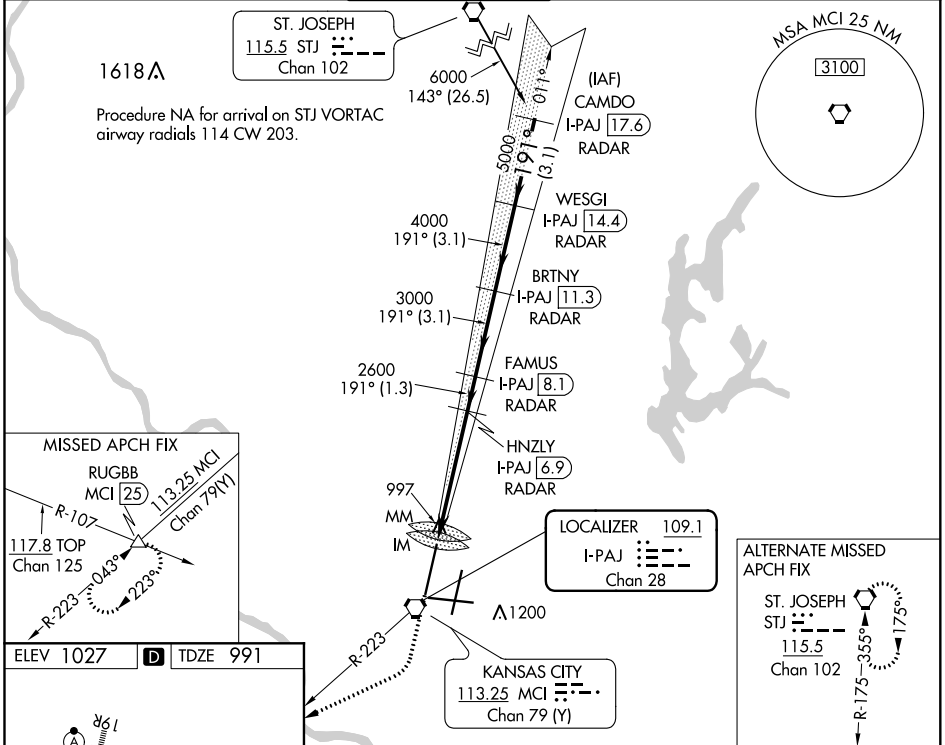 ST. JOSEPH
115.5 STJ
Chan 102
1618
Procedure NA for arrival on STJ VORTAC
airway radials 114 CW 203.
6000
143° (26.5)
011°
(IAF)
CAMDO
I-PAJ 17.6
RADAR
MSA MCI 25 NM
3100
5000
191°
(3.1)
WESGI
I-PAJ 14.4
RADAR
4000
191° (3.1)
BRTNY
I-PAJ 11.3
RADAR
3000
191° (3.1)
FAMUS
I-PAJ 8.1
RADAR
2600
191° (1.3)
HNZLY
I-PAJ 6.9
RADAR
997
MM
IM
MISSED APCH FIX
RUGBB
MCI 25
113.25 MCI
Chan 79(Y)
R-107
117.8 TOP
Chan 125
043°
223°
R-223
LOCALIZER 109.1
I-PAJ
Chan 28
1200
R-223
KANSAS CITY
113.25 MCI
Chan 79 (Y)
ALTERNATE MISSED
APCH FIX
ST. JOSEPH
STJ
115.5
Chan 102
175°
R-175
355°
ELEV 1027 D TDZE 991
19R
A